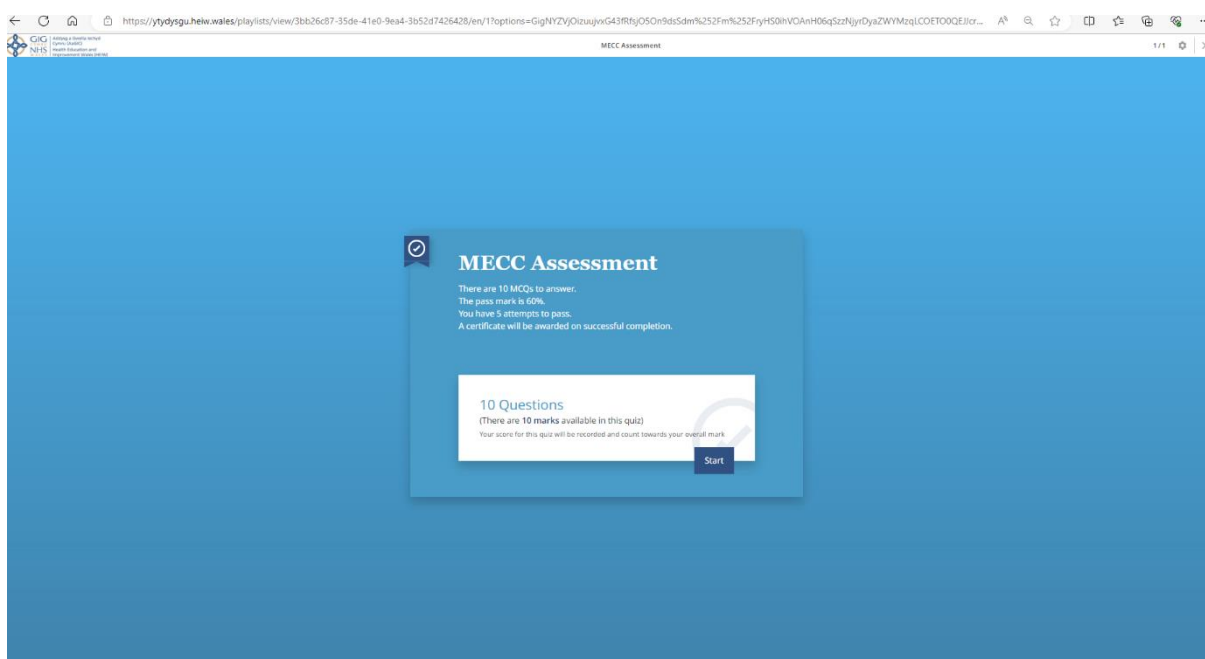 https://ytydysgu.heiw.wales/playlists/view/3bb26c87-35de-41e0-9ea4-3b52d7426428/en/1?options=
GIG
NHS
MECC Assessment
1/1
MECC Assessment
There are 10 MCQs to answer.
The pass mark is 60%.
You have 5 attempts to pass.
A certificate will be awarded on successful completion.
10 Questions
(There are 10 marks available in this quiz)
Your score for this quiz will be recorded and count towards your overall mark
Start